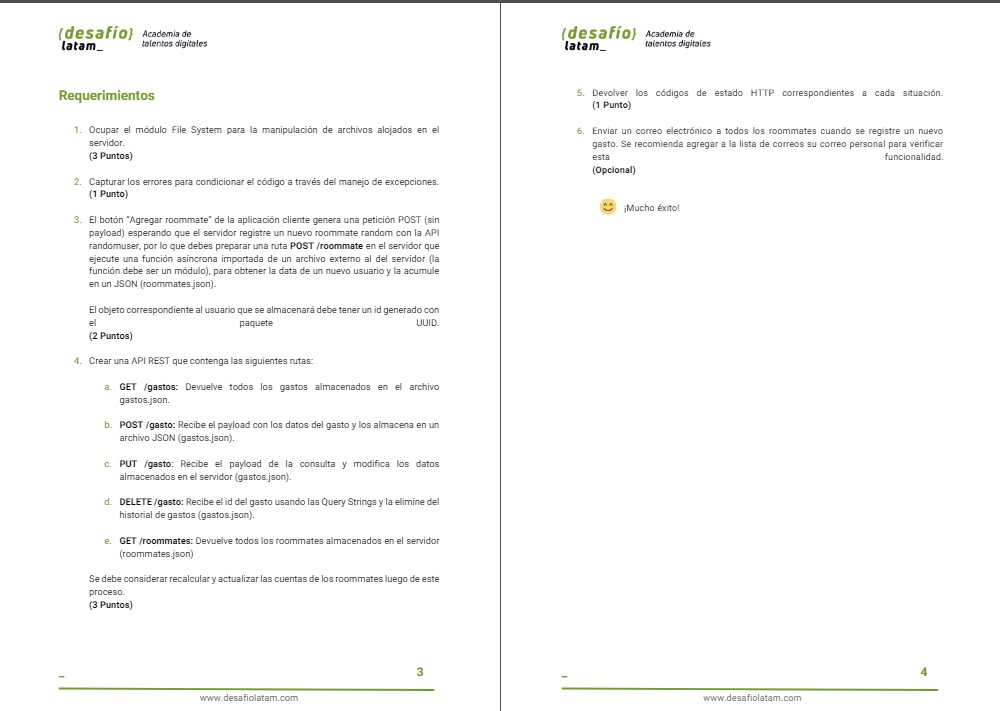 {desafío}
latam_
Academia de
talentos digitales
Requerimientos
1. Ocupar el módulo File System para la manipulación de archivos alojados en el
servidor.
(3 Puntos)
2. Capturar los errores para condicionar el código a través del manejo de excepciones.
(1 Punto)
3. El botón “Agregar roommate” de la aplicación cliente genera una petición POST (sin
payload) esperando que el servidor registre un nuevo roommate random con la API
randomuser, por lo que debes preparar una ruta POST /roommate en el servidor que
ejecute una función asíncrona importada de un archivo externo al del servidor (la
función debe ser un módulo), para obtener la data de un nuevo usuario y la acumule
en un JSON (roommates.json).
El objeto correspondiente al usuario que se almacenará debe tener un id generado con
el paquete UUID.
(2 Puntos)
4. Crear una API REST que contenga las siguientes rutas:
a. GET /gastos: Devuelve todos los gastos almacenados en el archivo
gastos.json.
b. POST /gasto: Recibe el payload con los datos del gasto y los almacena en un
archivo JSON (gastos.json).
c. PUT /gasto: Recibe el payload de la consulta y modifica los datos
almacenados en el servidor (gastos.json).
d. DELETE /gasto: Recibe el id del gasto usando las Query Strings y la elimine del
historial de gastos (gastos.json).
e. GET /roommates: Devuelve todos los roommates almacenados en el servidor
(roommates.json)
Se debe considerar recalcular y actualizar las cuentas de los roommates luego de este
proceso.
(3 Puntos)
_ 3
www.desafiolatam.com
{desafío}
latam_
Academia de
talentos digitales
5. Devolver los códigos de estado HTTP correspondientes a cada situación.
(1 Punto)
6. Enviar un correo electrónico a todos los roommates cuando se registre un nuevo
gasto. Se recomienda agregar a la lista de correos su correo personal para verificar
esta funcionalidad.
(Opcional)
😊 ¡Mucho éxito!
_ 4
www.desafiolatam.com